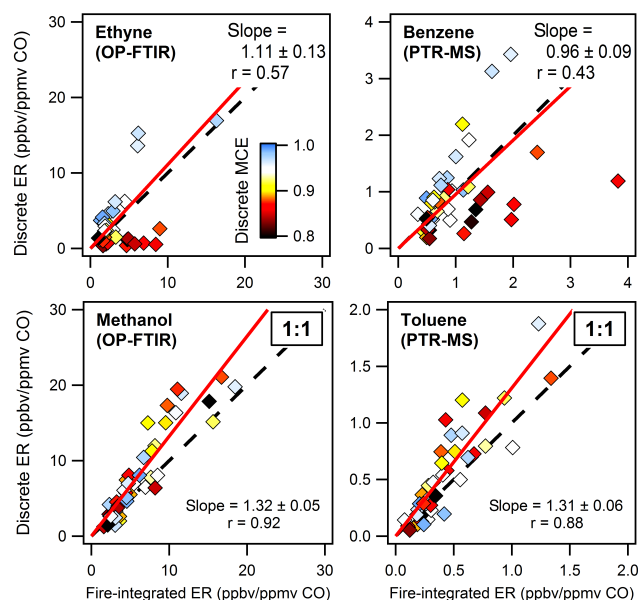 Ethyne
(OP-FTIR)
Slope =
1.11 ± 0.13
r = 0.57
30
20
10
0
0
10
20
30
Discrete ER (ppbv/ppmv CO)
Discrete MCE
1.0
0.9
0.8
Benzene
(PTR-MS)
Slope =
0.96 ± 0.09
r = 0.43
4
3
2
1
0
0
1
2
3
4
Methanol
(OP-FTIR)
1:1
Slope = 1.32 ± 0.05
r = 0.92
30
20
10
0
0
10
20
30
Discrete ER (ppbv/ppmv CO)
Fire-integrated ER (ppbv/ppmv CO)
Toluene
(PTR-MS)
1:1
Slope = 1.31 ± 0.06
r = 0.88
2.0
1.5
1.0
0.5
0.0
0.0
0.5
1.0
1.5
2.0
Fire-integrated ER (ppbv/ppmv CO)